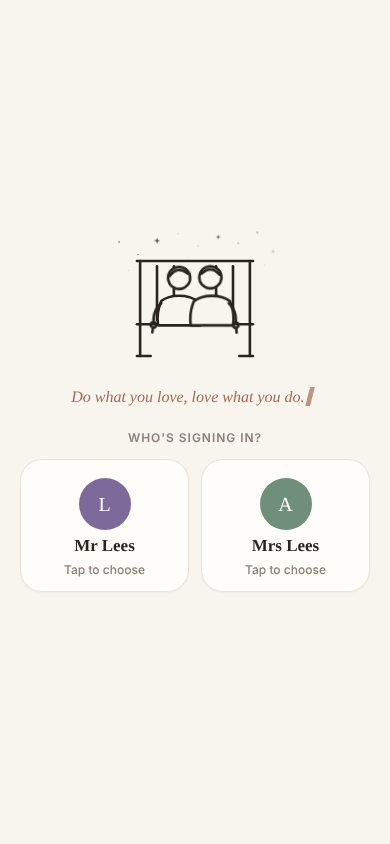 Do what you love, love what you do.
WHO'S SIGNING IN?
L
Mr Lees
Tap to choose
A
Mrs Lees
Tap to choose